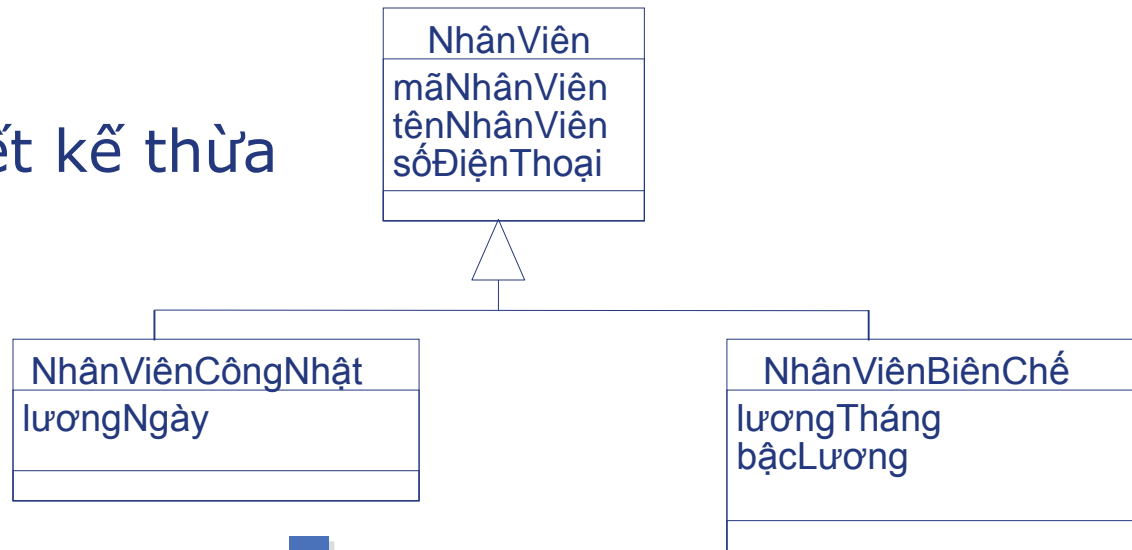 NhânViên
mãNhânViên
tênNhânViên
sốĐiệnThoại
ết kế thừa
NhânViênCôngNhật
lươngNgày
NhânViênBiênChế
lươngTháng
bậcLương